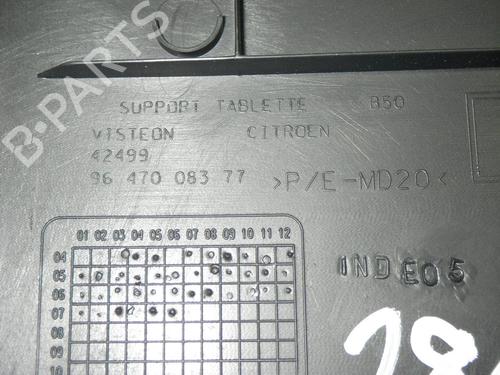 B-PARTS
SUPPORT TABLETTE B50
VISTEON CITROEN
42499
96 470 083 77 >P/E-MD20<
01 03 05 07 09 11
02 04 06 08 10 12
04
05
06
07
08
09
10
IND E05